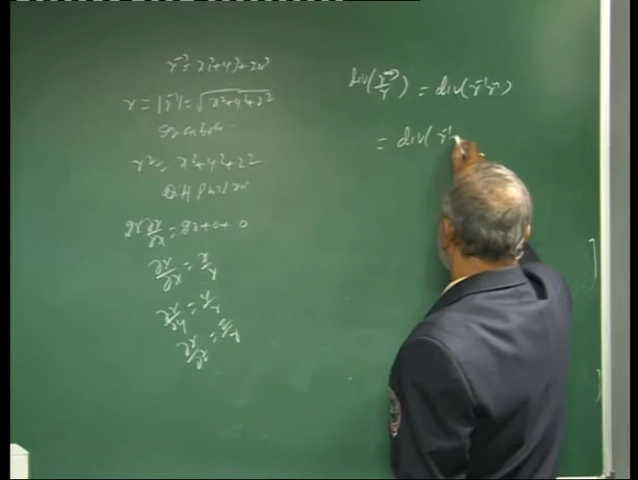 r⃗ = xi+yj+zk
r = |r⃗| = √x²+y²+z²
r² = x²+y²+z²
2r ∂r/∂x = 2x+0+0
∂r/∂x = x/r
∂r/∂y = y/r
∂r/∂z = z/r
div(r⃗/r) = div(r⁻¹r⃗)
= div(r⁻¹